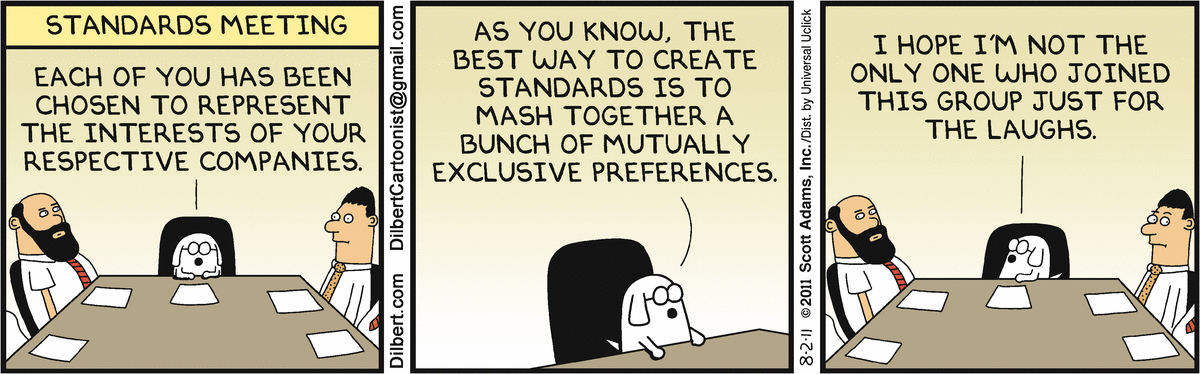 STANDARDS MEETING
EACH OF YOU HAS BEEN
CHOSEN TO REPRESENT
THE INTERESTS OF YOUR
RESPECTIVE COMPANIES.
Dilbert.com DilbertCartoonist@gmail.com
AS YOU KNOW, THE
BEST WAY TO CREATE
STANDARDS IS TO
MASH TOGETHER A
BUNCH OF MUTUALLY
EXCLUSIVE PREFERENCES.
8-2-11 ©2011 Scott Adams, Inc./Dist. by Universal Uclick
I HOPE I'M NOT THE
ONLY ONE WHO JOINED
THIS GROUP JUST FOR
THE LAUGHS.